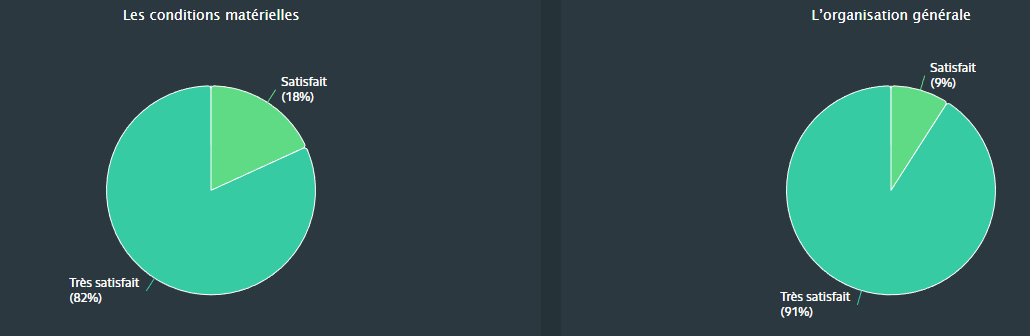 Les conditions matérielles
Satisfait
(18%)
Très satisfait
(82%)
L’organisation générale
Satisfait
(9%)
Très satisfait
(91%)